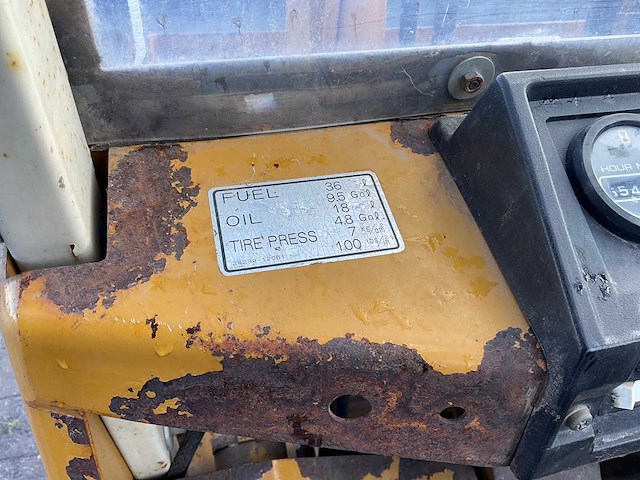 FUEL 36 ℓ
9.5 Gal.
OIL 18 ℓ
4.8 Gal.
TIRE PRESS 7 kg/cm²
100 lbs/in²
HOUR